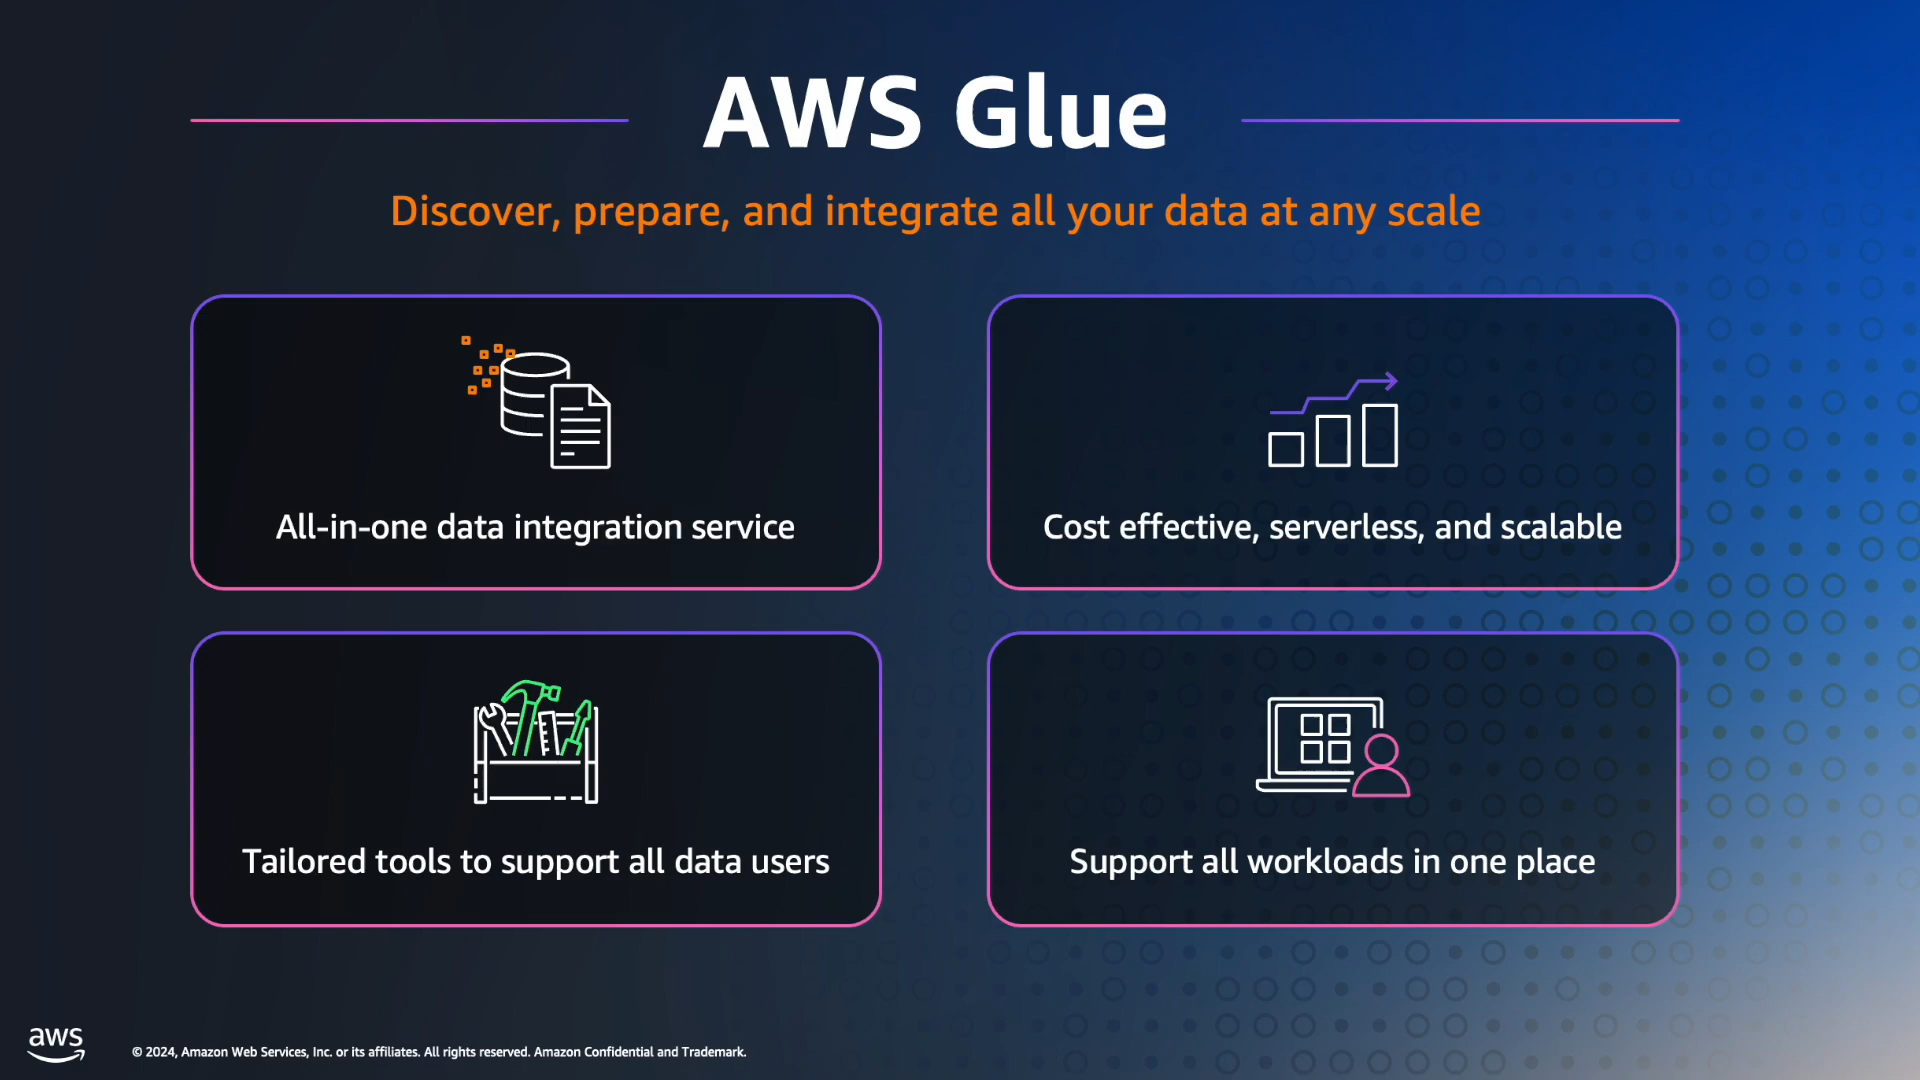 AWS Glue
Discover, prepare, and integrate all your data at any scale
All-in-one data integration service
Cost effective, serverless, and scalable
Tailored tools to support all data users
Support all workloads in one place
aws
© 2024, Amazon Web Services, Inc. or its affiliates. All rights reserved. Amazon Confidential and Trademark.